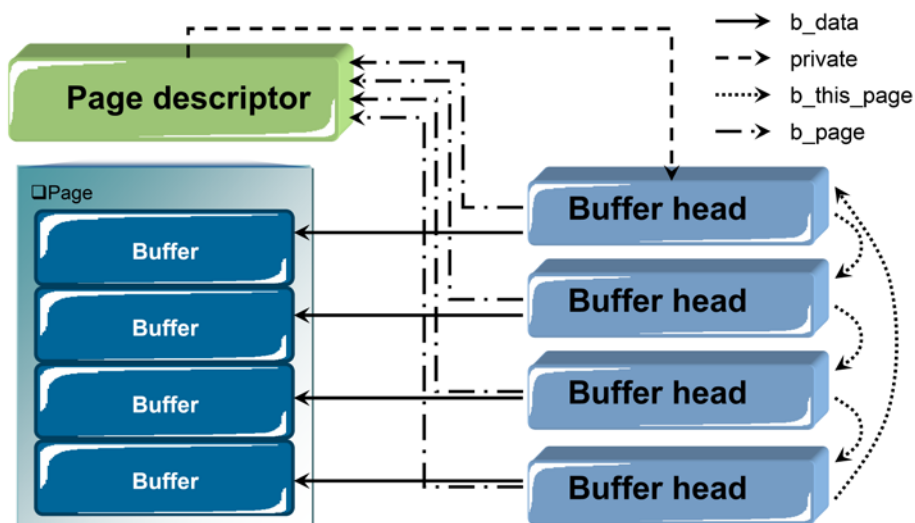 b_data
private
b_this_page
b_page
Page descriptor
❑Page
Buffer
Buffer
Buffer
Buffer
Buffer head
Buffer head
Buffer head
Buffer head